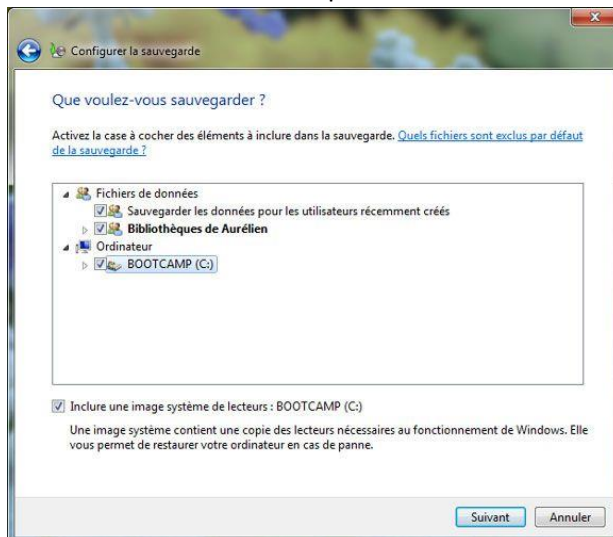 Configurer la sauvegarde
Que voulez-vous sauvegarder ?
Activez la case à cocher des éléments à inclure dans la sauvegarde. Quels fichiers sont exclus par défaut
de la sauvegarde ?
Fichiers de données
Sauvegarder les données pour les utilisateurs récemment créés
Bibliothèques de Aurélien
Ordinateur
BOOTCAMP (C:)
Inclure une image système de lecteurs : BOOTCAMP (C:)
Une image système contient une copie des lecteurs nécessaires au fonctionnement de Windows. Elle
vous permet de restaurer votre ordinateur en cas de panne.
Suivant Annuler